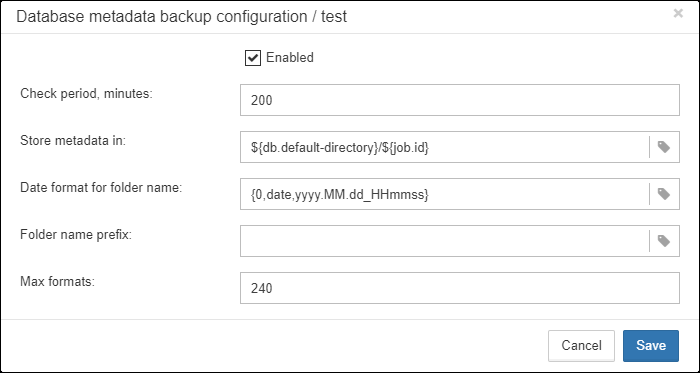 Database metadata backup configuration / test
×
Enabled
Check period, minutes:
200
Store metadata in:
${db.default-directory}/${job.id}
Date format for folder name:
{0,date,yyyy.MM.dd_HHmmss}
Folder name prefix:
Max formats:
240
Cancel
Save